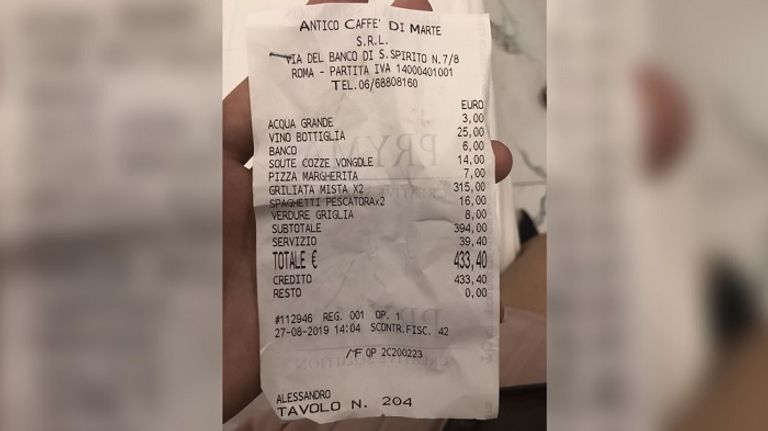 ANTICO CAFFE' DI MARTE
S.R.L.
VIA DEL BANCO DI S.SPIRITO N.7/8
ROMA - PARTITA IVA 14000401001
TEL.06/68808160
EURO
ACQUA GRANDE 3,00
VINO BOTTIGLIA 25,00
BANCO 6,00
SOUTE COZZE VONGOLE 14,00
PIZZA MARGHERITA 7,00
GRILIATA MISTA X2 315,00
SPAGHETTI PESCATORAx2 16,00
VERDURE GRIGLIA 8,00
SUBTOTALE 394,00
SERVIZIO 39,40
TOTALE € 433,40
CREDITO 433,40
RESTO 0,00
#112946 REG. 001 OP. 1
27-08-2019 14:04 SCONTR.FISC. 42
MF QP 2C200223
ALESSANDRO
TAVOLO N. 204